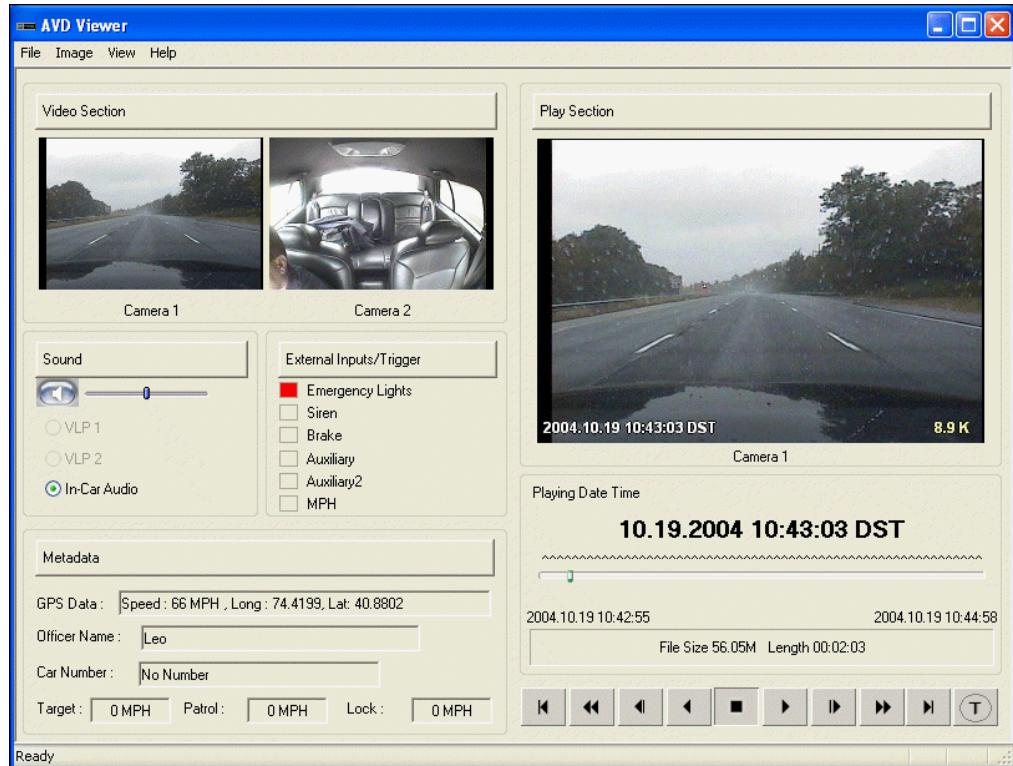 AVD Viewer
File Image View Help
Video Section
Camera 1
Camera 2
Sound
VLP 1
VLP 2
In-Car Audio
External Inputs/Trigger
Emergency Lights
Siren
Brake
Auxiliary
Auxiliary2
MPH
Metadata
GPS Data : Speed : 66 MPH , Long : 74.4199, Lat: 40.8802
Officer Name : Leo
Car Number : No Number
Target : 0 MPH Patrol : 0 MPH Lock : 0 MPH
Play Section
2004.10.19 10:43:03 DST 8.9 K
Camera 1
Playing Date Time
10.19.2004 10:43:03 DST
2004.10.19 10:42:55 2004.10.19 10:44:58
File Size 56.05M Length 00:02:03
T
Ready